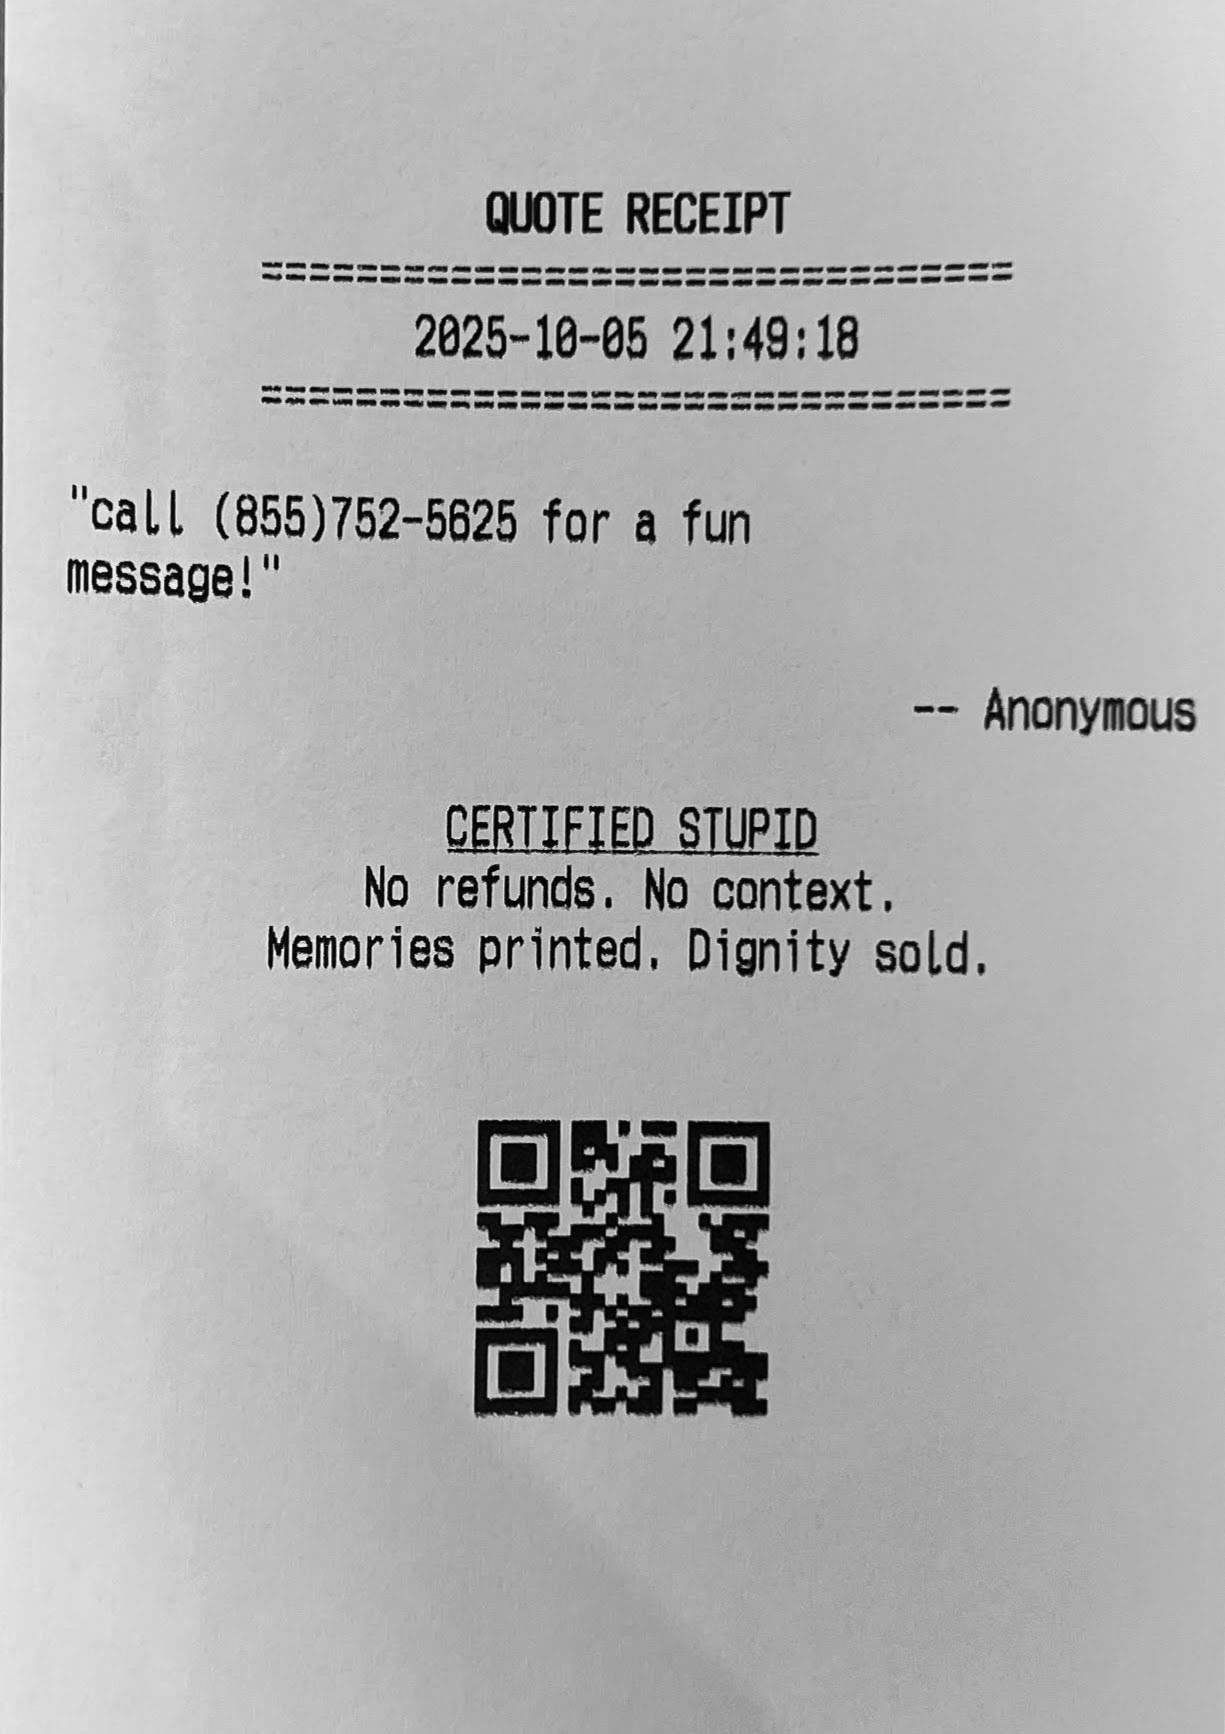 QUOTE RECEIPT
================================
2025-10-05 21:49:18
================================
"call (855)752-5625 for a fun
message!"
-- Anonymous
CERTIFIED STUPID
No refunds. No context.
Memories printed. Dignity sold.